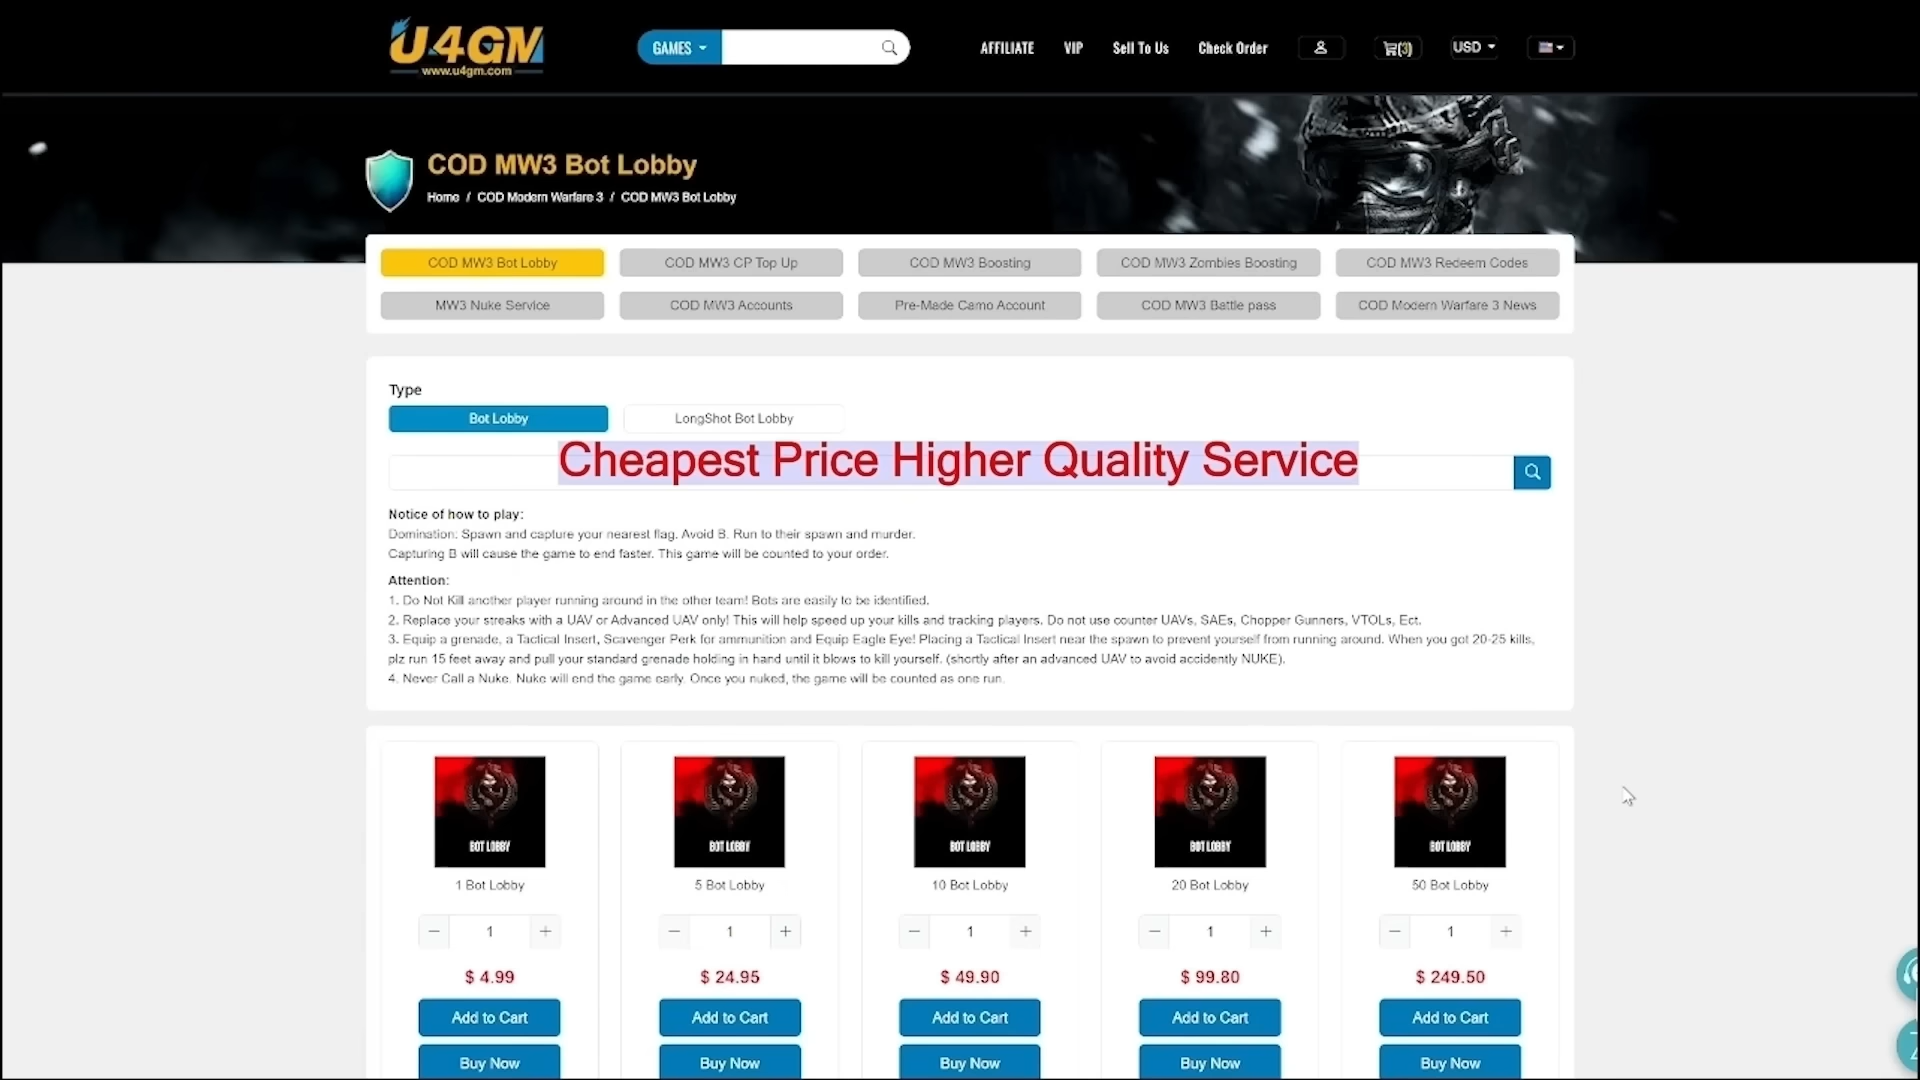 U4GM
www.u4gm.com
GAMES
AFFILIATE
VIP
Sell To Us
Check Order
(3)
USD
COD MW3 Bot Lobby
Home / COD Modern Warfare 3 / COD MW3 Bot Lobby
COD MW3 Bot Lobby
COD MW3 CP Top Up
COD MW3 Boosting
COD MW3 Zombies Boosting
COD MW3 Redeem Codes
MW3 Nuke Service
COD MW3 Accounts
Pre-Made Camo Account
COD MW3 Battle pass
COD Modern Warfare 3 News
Type
Bot Lobby
LongShot Bot Lobby
Cheapest Price Higher Quality Service
Notice of how to play:
Domination: Spawn and capture your nearest flag. Avoid B. Run to their spawn and murder.
Capturing B will cause the game to end faster. This game will be counted to your order.
Attention:
1. Do Not Kill another player running around in the other team! Bots are easily to be identified.
2. Replace your streaks with a UAV or Advanced UAV only! This will help speed up your kills and tracking players. Do not use counter UAVs, SAEs, Chopper Gunners, VTOLs, Ect.
3. Equip a grenade, a Tactical Insert, Scavenger Perk for ammunition and Equip Eagle Eye! Placing a Tactical Insert near the spawn to prevent yourself from running around. When you got 20-25 kills,
plz run 15 feet away and pull your standard grenade holding in hand until it blows to kill yourself. (shortly after an advanced UAV to avoid accidently NUKE).
4. Never Call a Nuke. Nuke will end the game early. Once you nuked, the game will be counted as one run.
BOT LOBBY
BOT LOBBY
BOT LOBBY
BOT LOBBY
BOT LOBBY
1 Bot Lobby
5 Bot Lobby
10 Bot Lobby
20 Bot Lobby
50 Bot Lobby
− 1 +
− 1 +
− 1 +
− 1 +
− 1 +
$ 4.99
$ 24.95
$ 49.90
$ 99.80
$ 249.50
Add to Cart
Add to Cart
Add to Cart
Add to Cart
Add to Cart
Buy Now
Buy Now
Buy Now
Buy Now
Buy Now